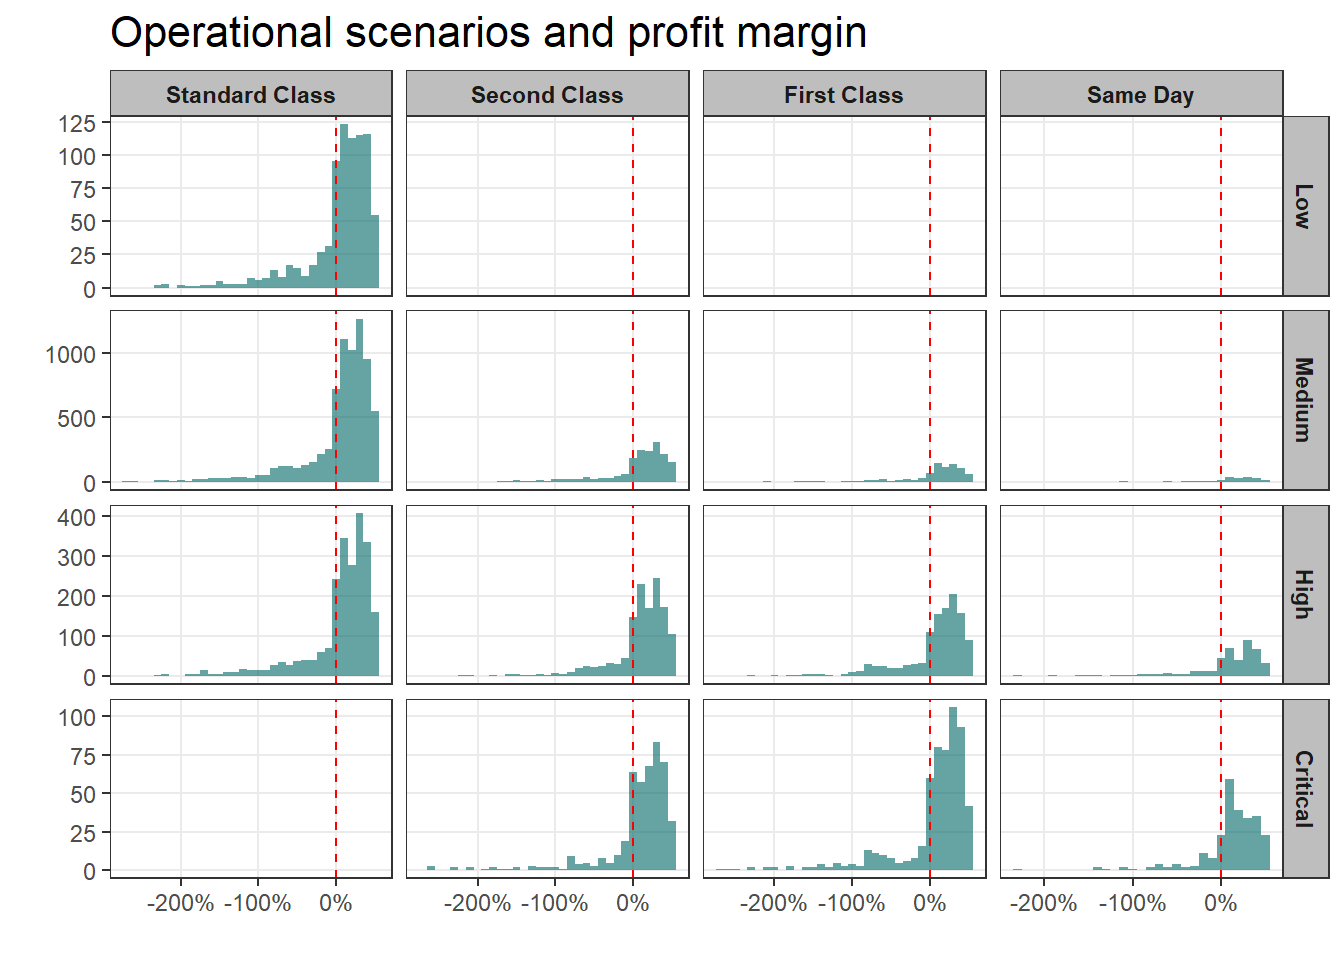 Operational scenarios and profit margin
Standard Class
Second Class
First Class
Same Day
125
100
75
50
25
0
Low
1000
500
0
Medium
400
300
200
100
0
High
100
75
50
25
0
Critical
-200% -100% 0%
-200% -100% 0%
-200% -100% 0%
-200% -100% 0%